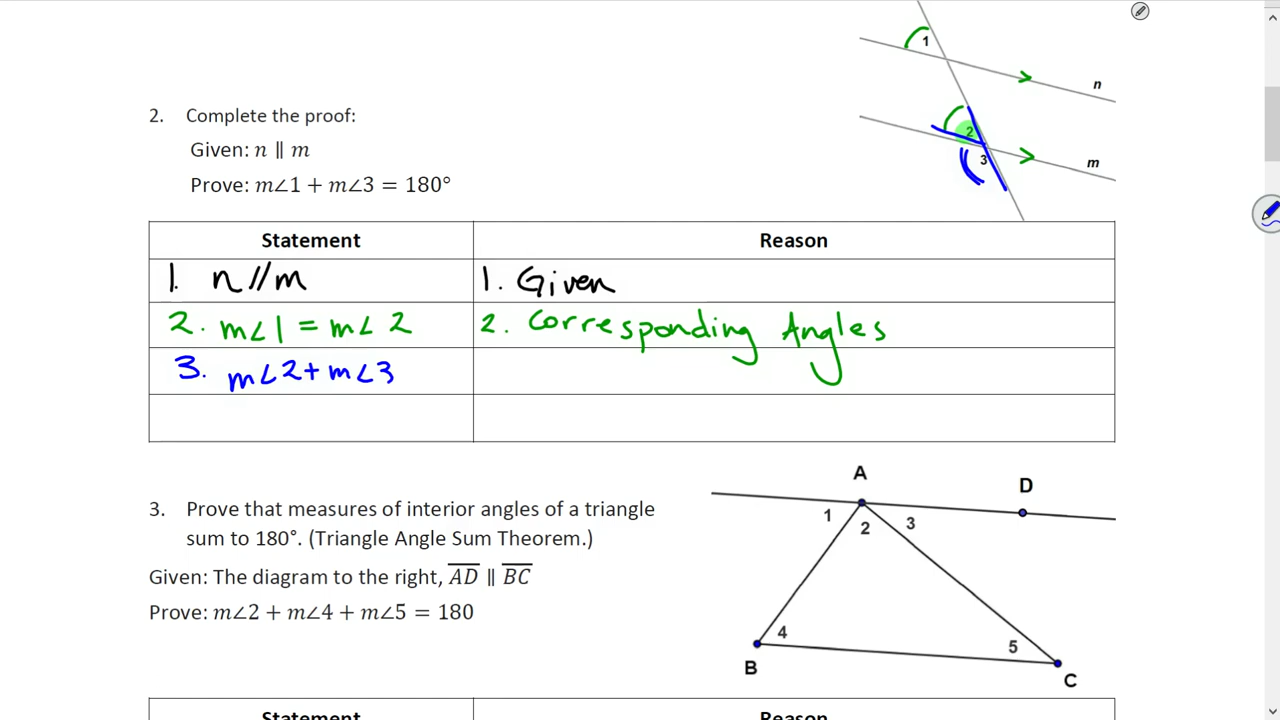 1
n
2
3
m
2. Complete the proof:
Given: n ∥ m
Prove: m∠1 + m∠3 = 180°
Statement Reason
1. n//m 1. Given
2. m∠1 = m∠2 2. Corresponding Angles
3. m∠2+m∠3
3. Prove that measures of interior angles of a triangle
sum to 180°. (Triangle Angle Sum Theorem.)
Given: The diagram to the right, A̅D̅ ∥ B̅C̅
Prove: m∠2 + m∠4 + m∠5 = 180
A
D
1 2 3
4
5
B
C
Statement Reason